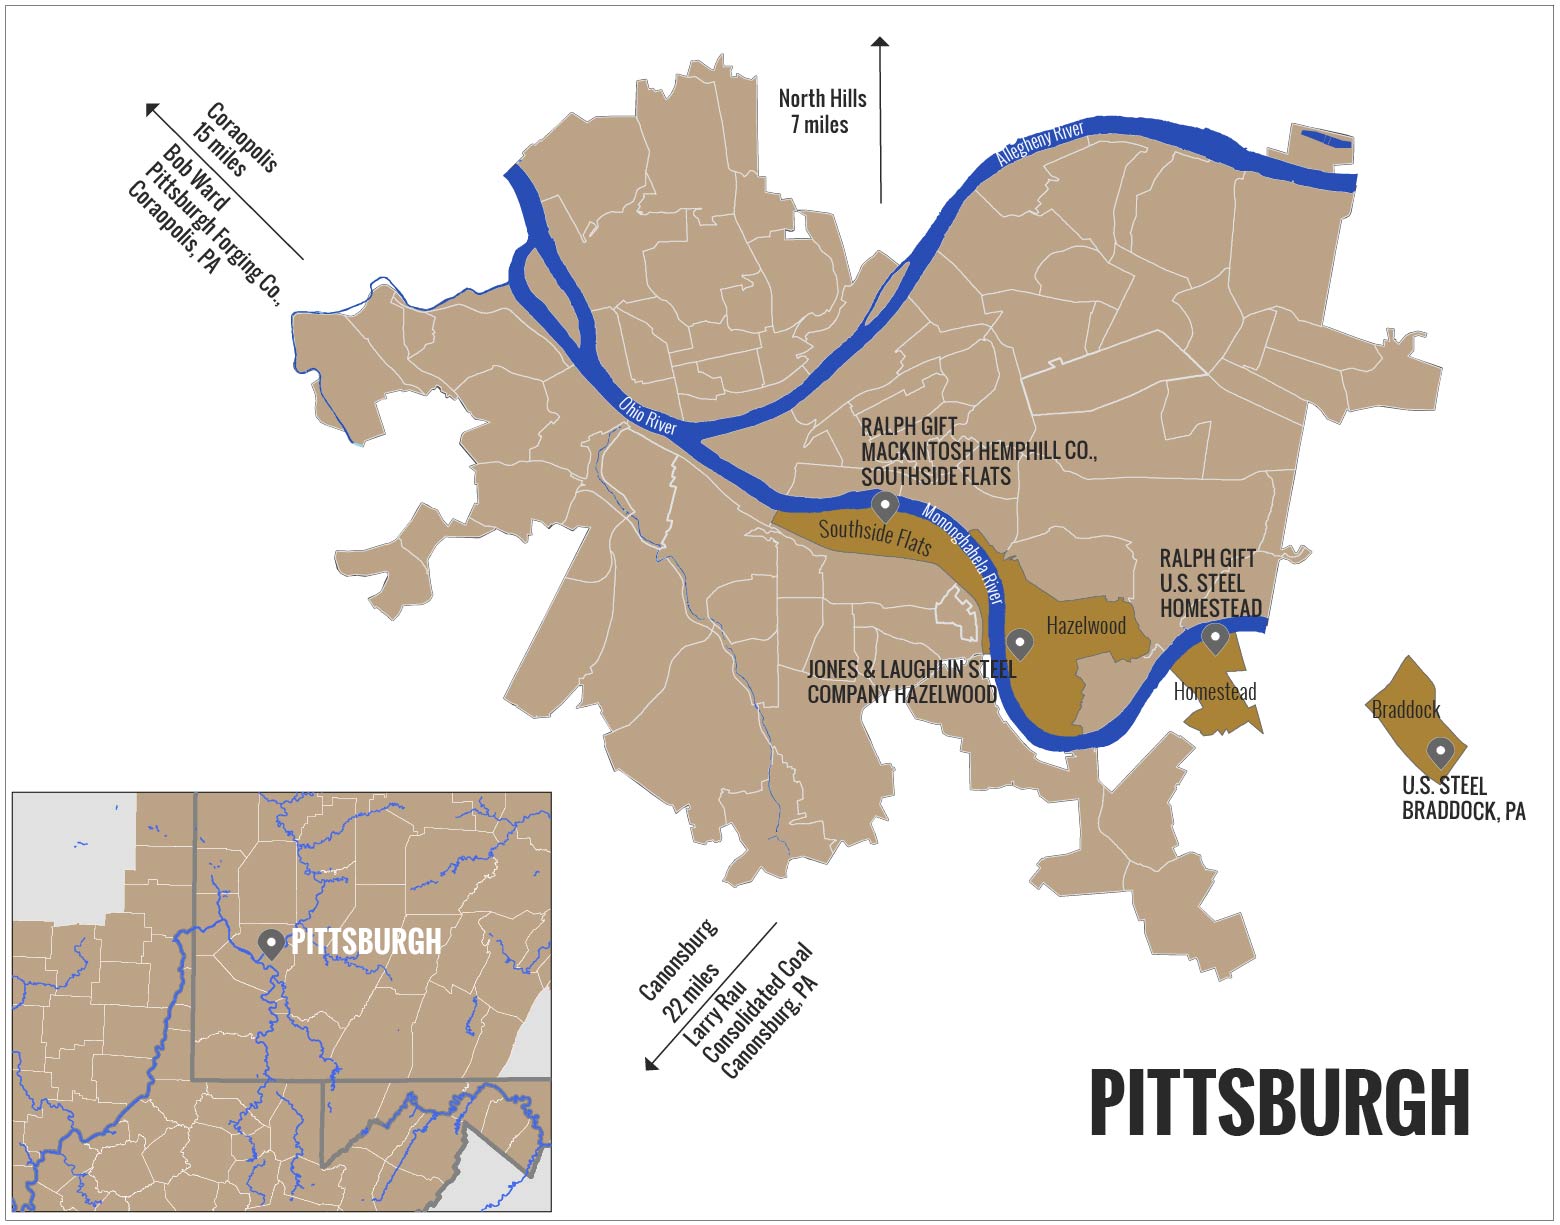 North Hills
7 miles
Coraopolis
15 miles
Bob Ward
Pittsburgh Forging Co.,
Coraopolis, PA
Allegheny River
Ohio River
RALPH GIFT
MACKINTOSH HEMPHILL CO.,
SOUTHSIDE FLATS
Southside Flats
Mononghahela River
RALPH GIFT
U.S. STEEL
HOMESTEAD
Hazelwood
JONES & LAUGHLIN STEEL
COMPANY HAZELWOOD
Homestead
Braddock
U.S. STEEL
BRADDOCK, PA
Canonsburg
22 miles
Larry Rau
Consolidated Coal
Canonsburg, PA
PITTSBURGH
PITTSBURGH